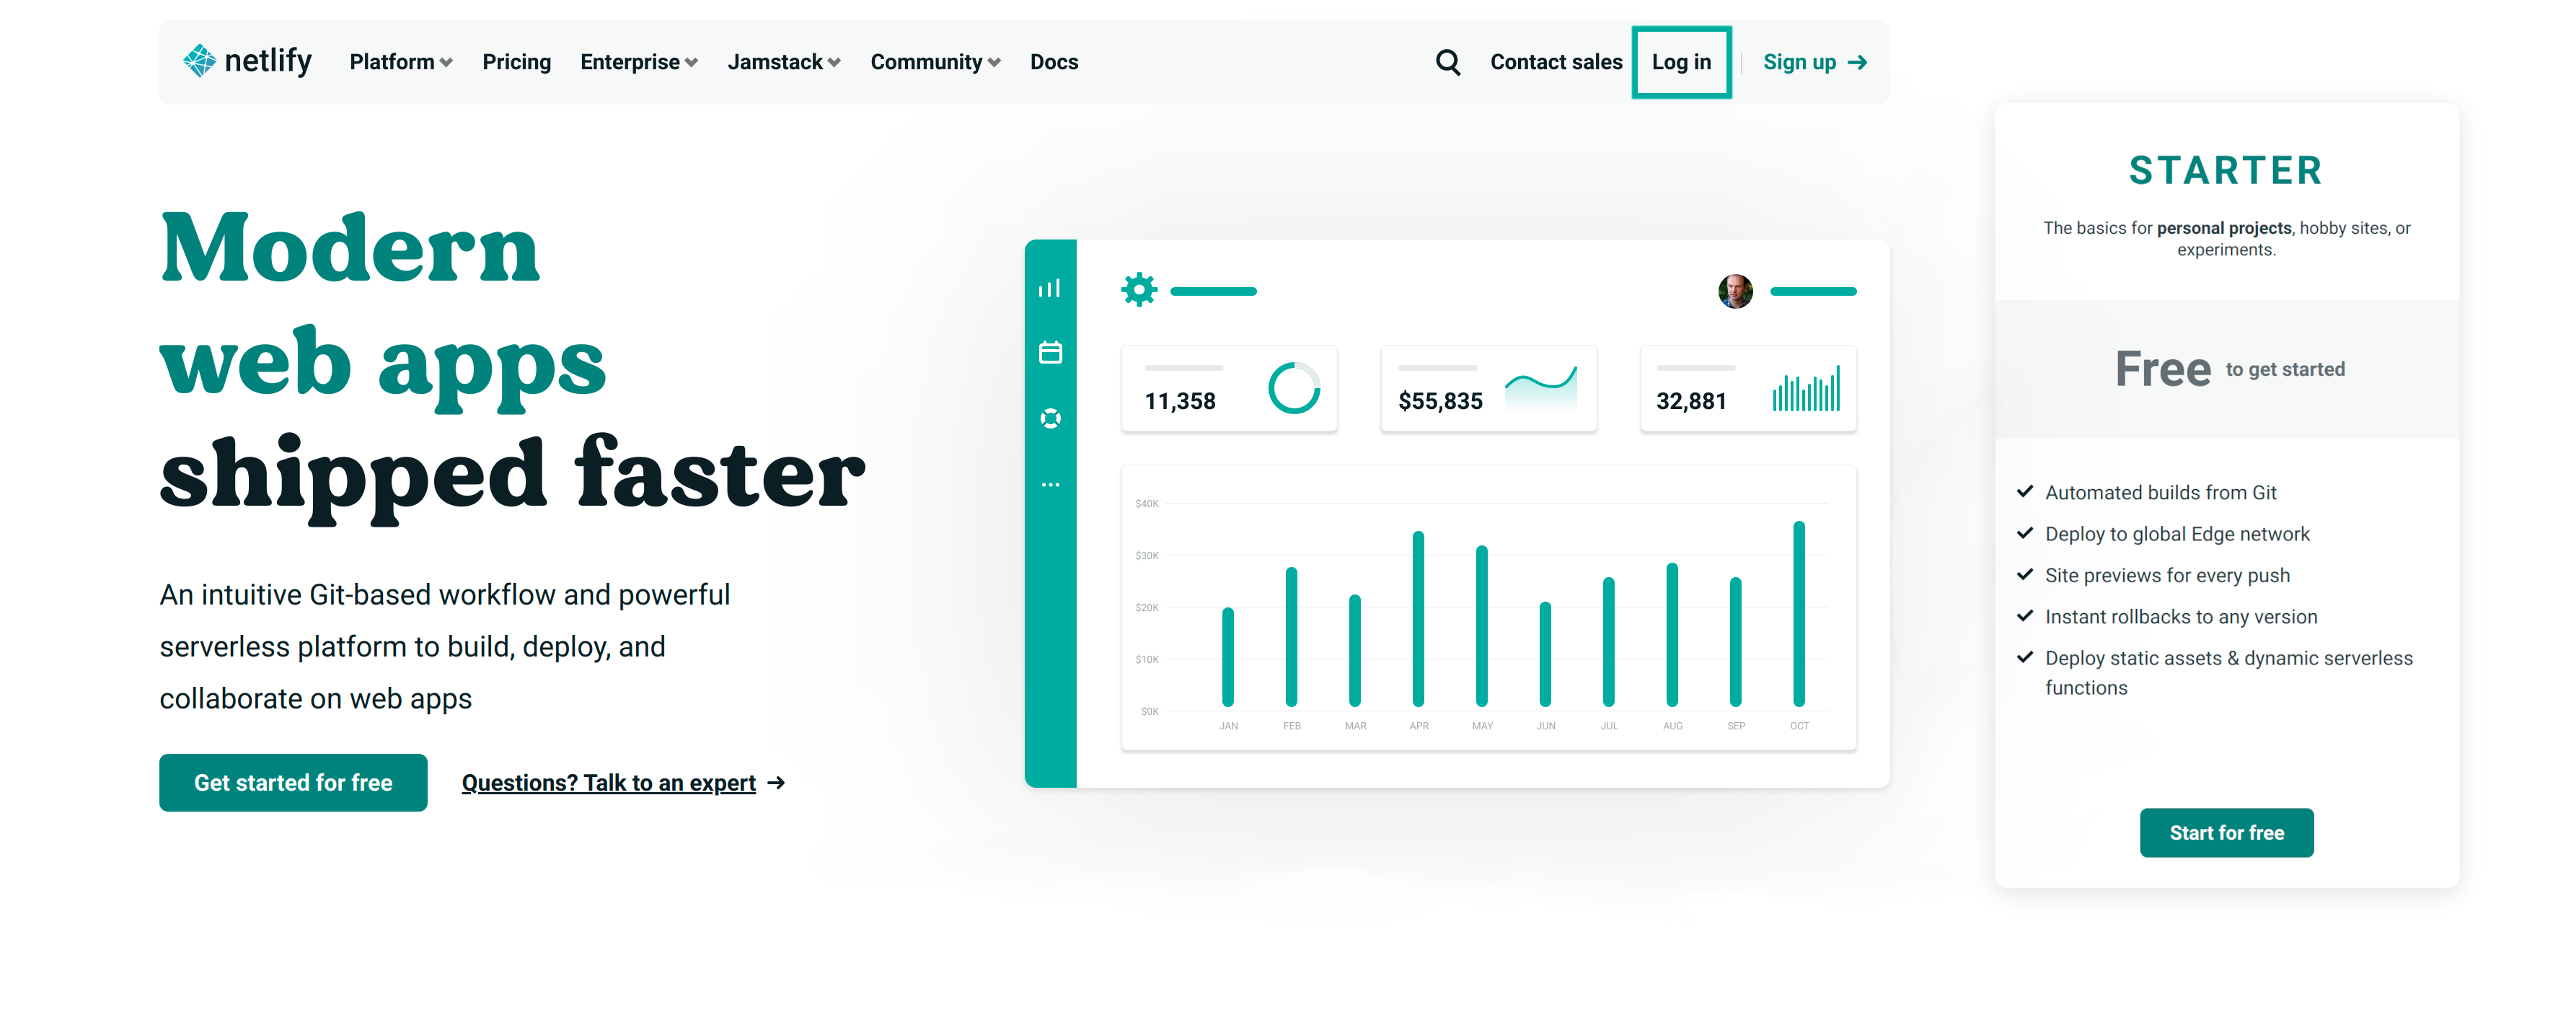 netlify Platform Pricing Enterprise Jamstack Community Docs Contact sales Log in Sign up →
Modern
web apps
shipped faster
An intuitive Git-based workflow and powerful
serverless platform to build, deploy, and
collaborate on web apps
Get started for free Questions? Talk to an expert →
11,358 $55,835 32,881
$40K
$30K
$20K
$10K
$0K
JAN FEB MAR APR MAY JUN JUL AUG SEP OCT
STARTER
The basics for personal projects, hobby sites, or
experiments.
Free to get started
Automated builds from Git
Deploy to global Edge network
Site previews for every push
Instant rollbacks to any version
Deploy static assets & dynamic serverless
functions
Start for free